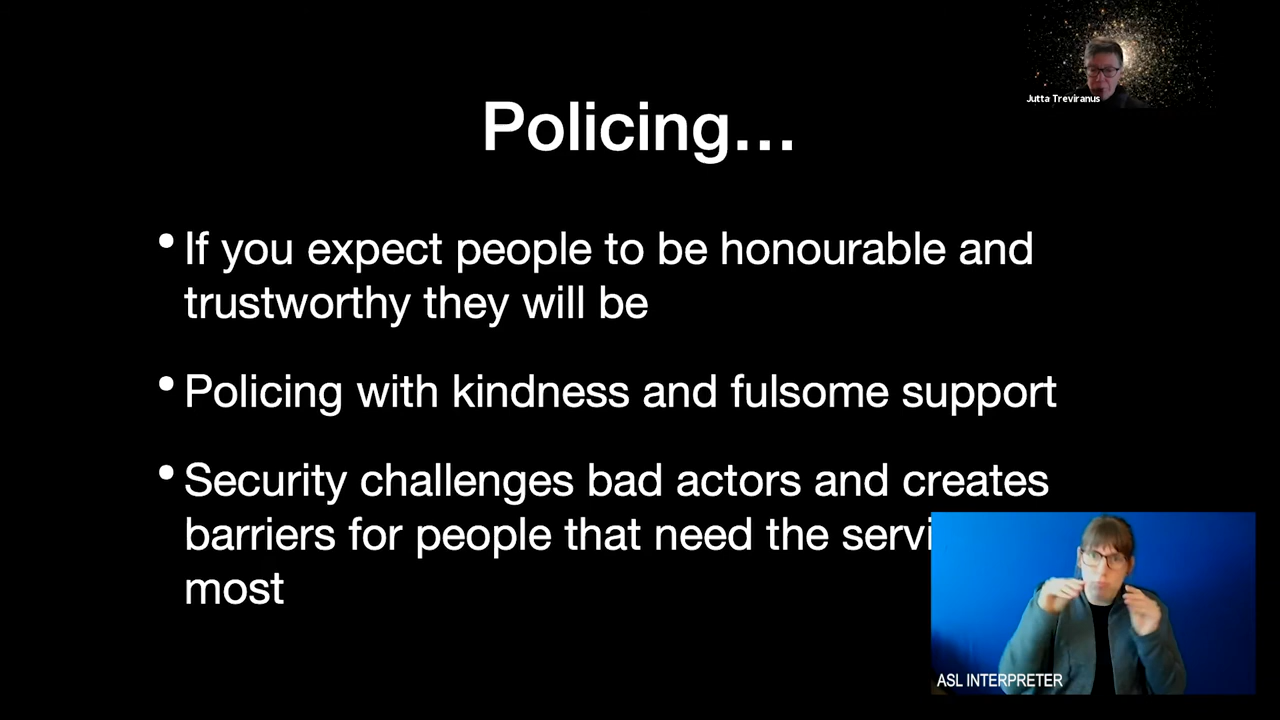 Jutta Treviranus
Policing…
• If you expect people to be honourable and
trustworthy they will be
• Policing with kindness and fulsome support
• Security challenges bad actors and creates
barriers for people that need the servi
most
ASL INTERPRETER